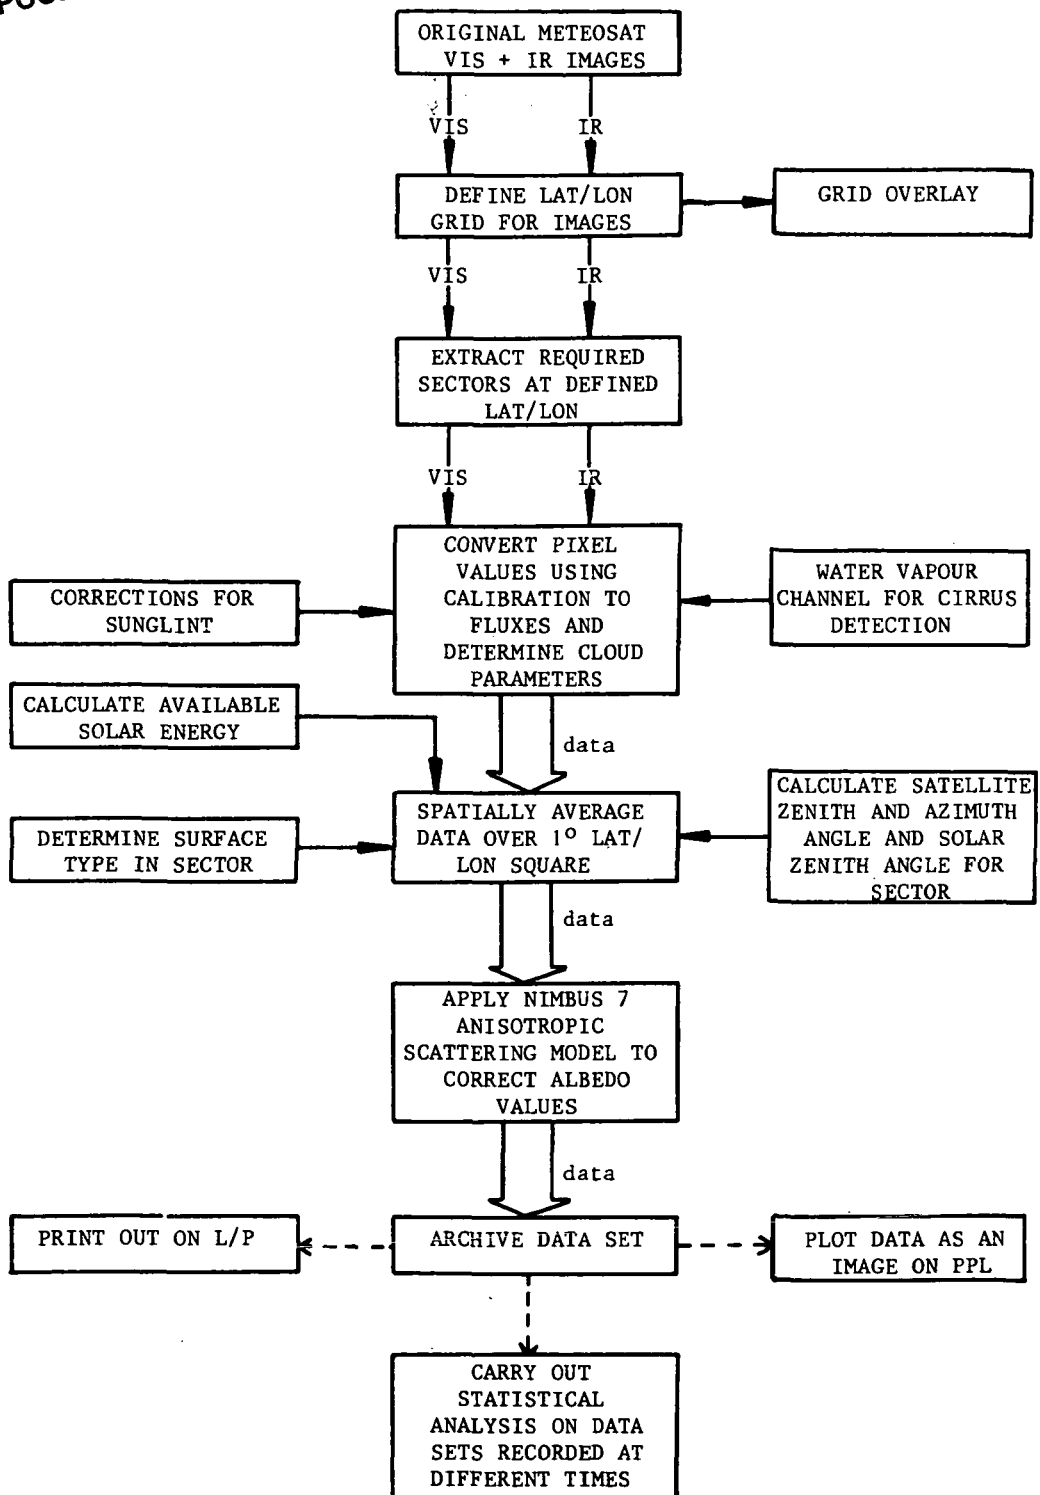 ORIGINAL METEOSAT
VIS + IR IMAGES
VIS
IR
DEFINE LAT/LON
GRID FOR IMAGES
GRID OVERLAY
VIS
IR
EXTRACT REQUIRED
SECTORS AT DEFINED
LAT/LON
VIS
IR
CONVERT PIXEL
VALUES USING
CALIBRATION TO
FLUXES AND
DETERMINE CLOUD
PARAMETERS
CORRECTIONS FOR
SUNGLINT
WATER VAPOUR
CHANNEL FOR CIRRUS
DETECTION
CALCULATE AVAILABLE
SOLAR ENERGY
data
SPATIALLY AVERAGE
DATA OVER 1° LAT/
LON SQUARE
DETERMINE SURFACE
TYPE IN SECTOR
CALCULATE SATELLITE
ZENITH AND AZIMUTH
ANGLE AND SOLAR
ZENITH ANGLE FOR
SECTOR
data
APPLY NIMBUS 7
ANISOTROPIC
SCATTERING MODEL TO
CORRECT ALBEDO
VALUES
data
PRINT OUT ON L/P
ARCHIVE DATA SET
PLOT DATA AS AN
IMAGE ON PPL
CARRY OUT
STATISTICAL
ANALYSIS ON DATA
SETS RECORDED AT
DIFFERENT TIMES